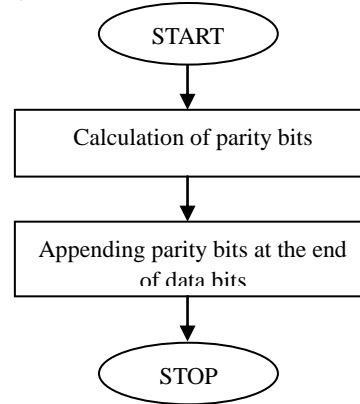 START
Calculation of parity bits
Appending parity bits at the end
of data bits
STOP